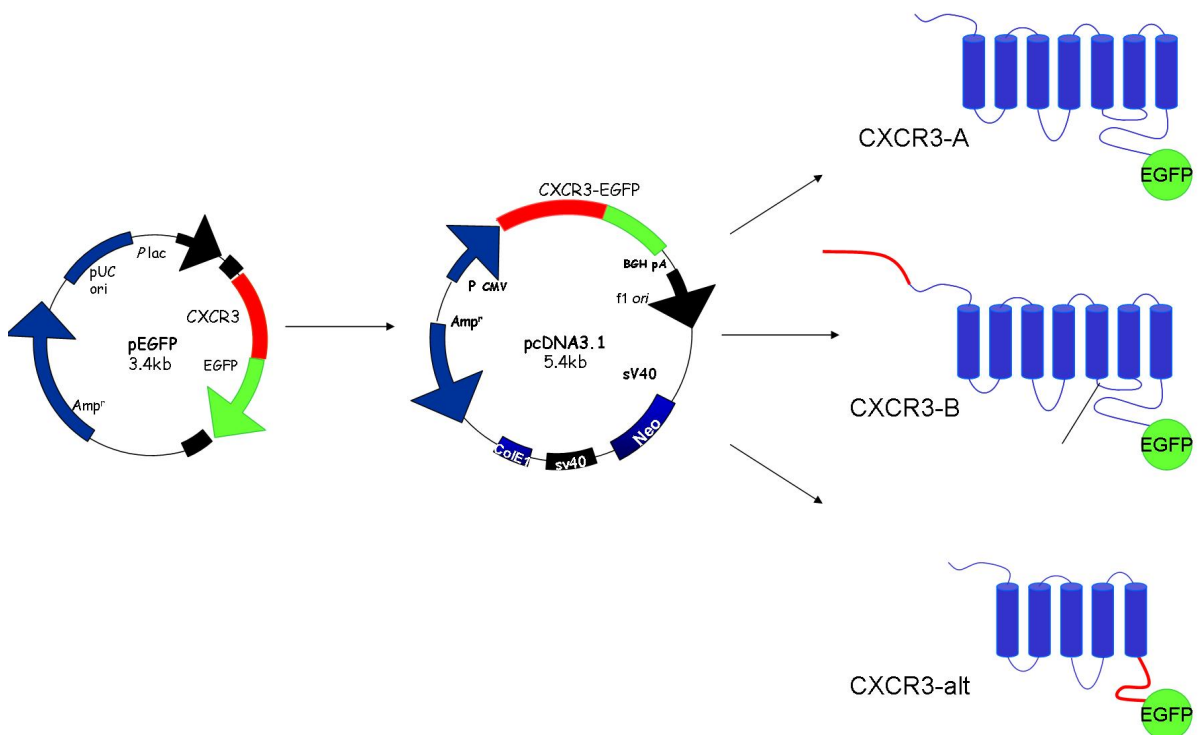 P lac
pUC
ori
CXCR3
pEGFP
3.4kb
EGFP
Ampʳ
CXCR3-EGFP
BGH pA
P CMV
f1 ori
Ampʳ
pcDNA3.1
5.4kb
sV40
Neo
ColE1
sv40
CXCR3-A
EGFP
CXCR3-B
EGFP
CXCR3-alt
EGFP